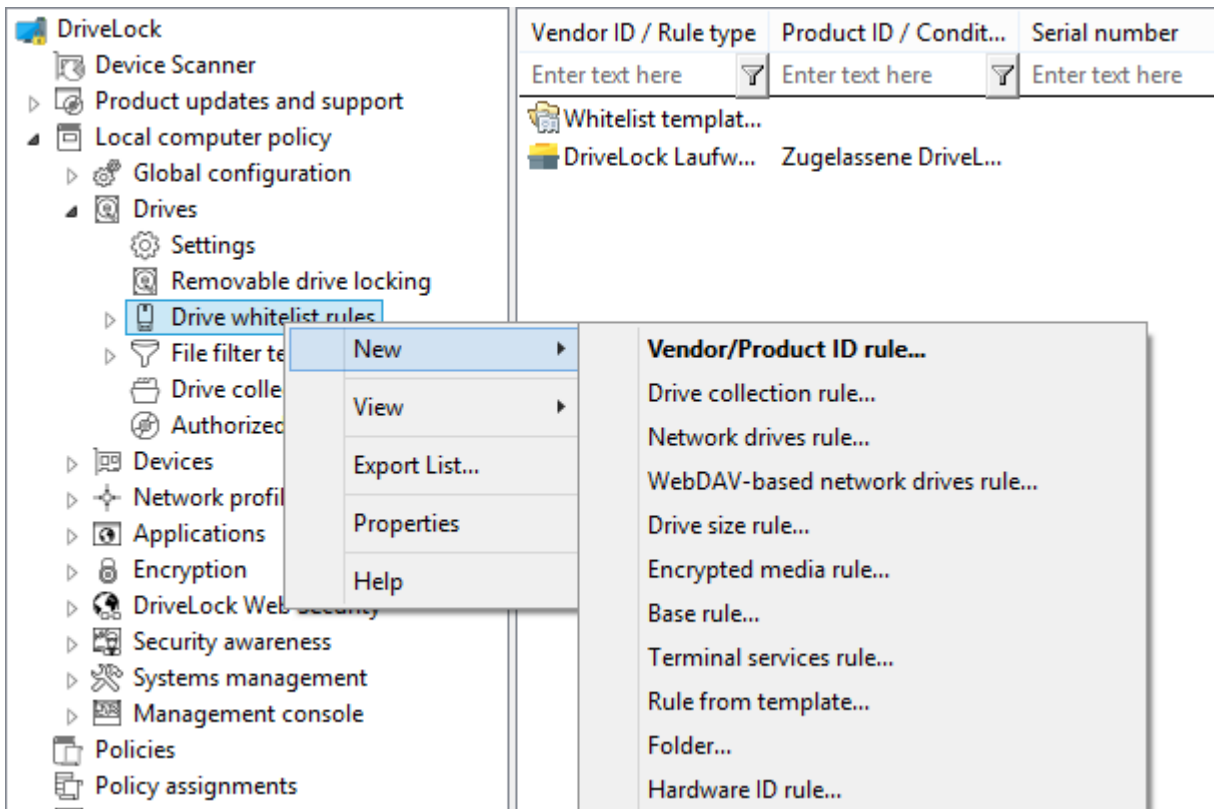 DriveLock
Device Scanner
Product updates and support
Local computer policy
Global configuration
Drives
Settings
Removable drive locking
Drive whitelist rules
File filter te
Drive colle
Authorized
Devices
Network profil
Applications
Encryption
DriveLock Web Security
Security awareness
Systems management
Management console
Policies
Policy assignments
Vendor ID / Rule type Product ID / Condit... Serial number
Enter text here Enter text here Enter text here
Whitelist templat...
DriveLock Laufw... Zugelassene DriveL...
New
View
Export List...
Properties
Help
Vendor/Product ID rule...
Drive collection rule...
Network drives rule...
WebDAV-based network drives rule...
Drive size rule...
Encrypted media rule...
Base rule...
Terminal services rule...
Rule from template...
Folder...
Hardware ID rule...